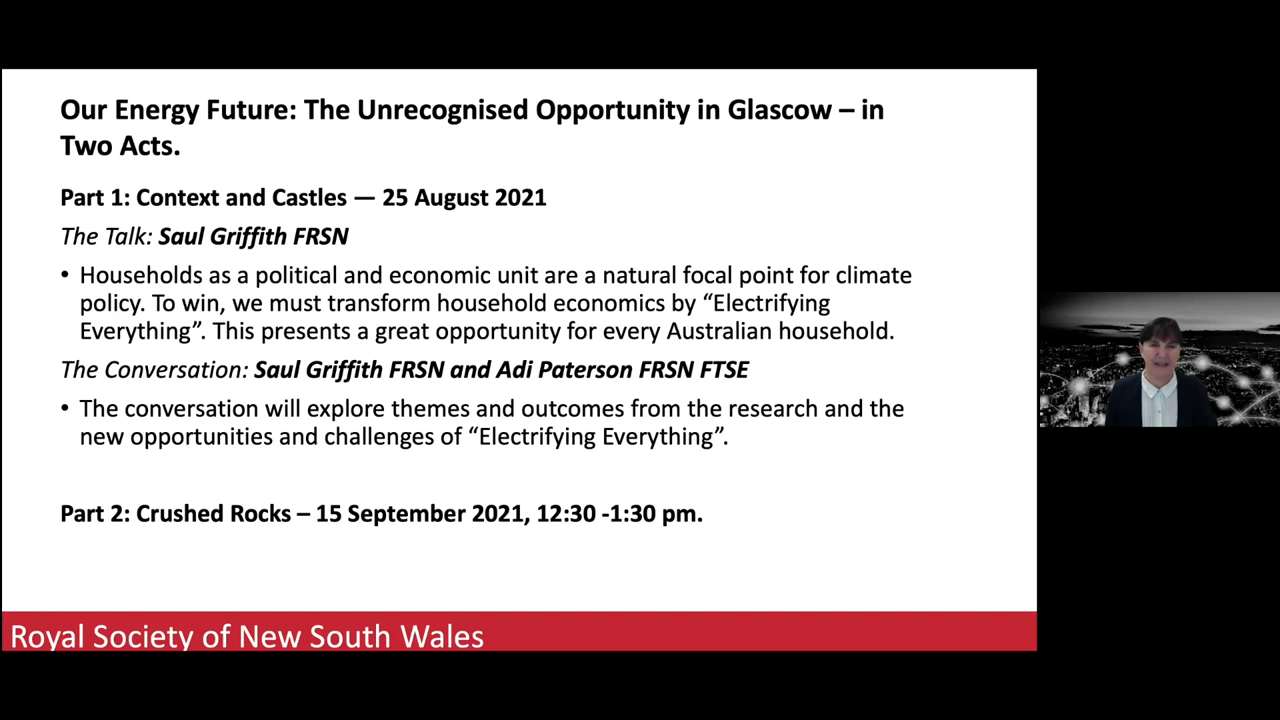 Our Energy Future: The Unrecognised Opportunity in Glascow – in
Two Acts.
Part 1: Context and Castles — 25 August 2021
The Talk: Saul Griffith FRSN
• Households as a political and economic unit are a natural focal point for climate
policy. To win, we must transform household economics by “Electrifying
Everything”. This presents a great opportunity for every Australian household.
The Conversation: Saul Griffith FRSN and Adi Paterson FRSN FTSE
• The conversation will explore themes and outcomes from the research and the
new opportunities and challenges of “Electrifying Everything”.
Part 2: Crushed Rocks – 15 September 2021, 12:30 -1:30 pm.
Royal Society of New South Wales